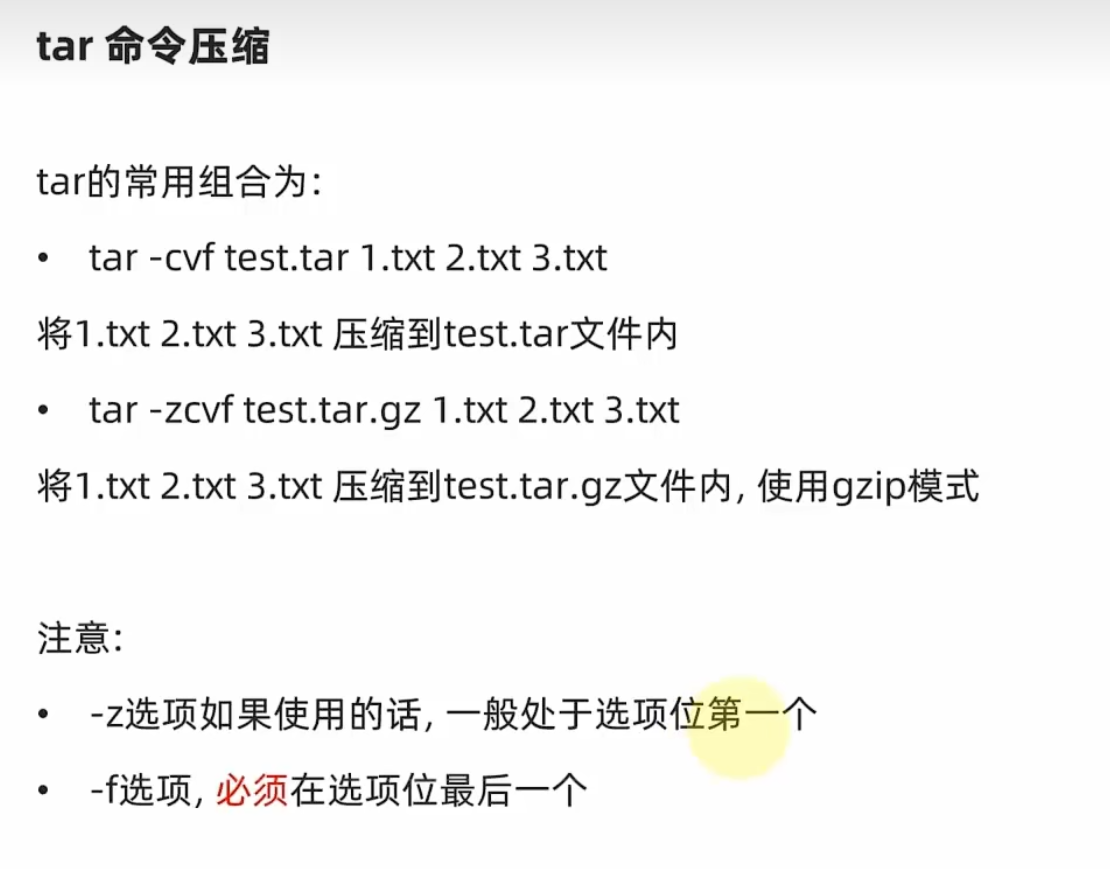 tar 命令压缩
tar的常用组合为：
• tar -cvf test.tar 1.txt 2.txt 3.txt
将1.txt 2.txt 3.txt 压缩到test.tar文件内
• tar -zcvf test.tar.gz 1.txt 2.txt 3.txt
将1.txt 2.txt 3.txt 压缩到test.tar.gz文件内, 使用gzip模式
注意：
• -z选项如果使用的话, 一般处于选项位第一个
• -f选项, 必须在选项位最后一个